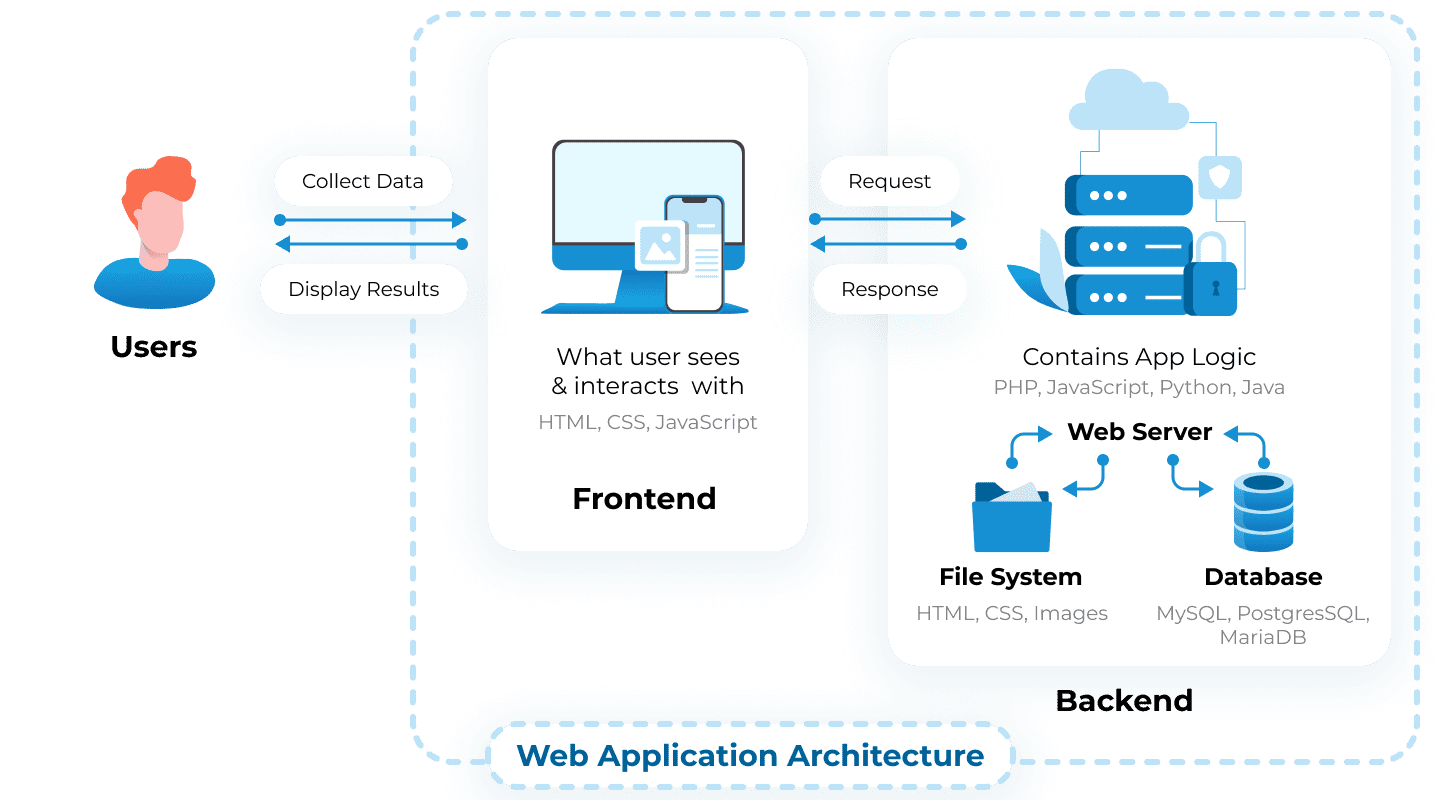 Collect Data
Display Results
Users
What user sees
& interacts with
HTML, CSS, JavaScript
Frontend
Request
Response
Contains App Logic
PHP, JavaScript, Python, Java
Web Server
File System
HTML, CSS, Images
Database
MySQL, PostgresSQL,
MariaDB
Backend
Web Application Architecture